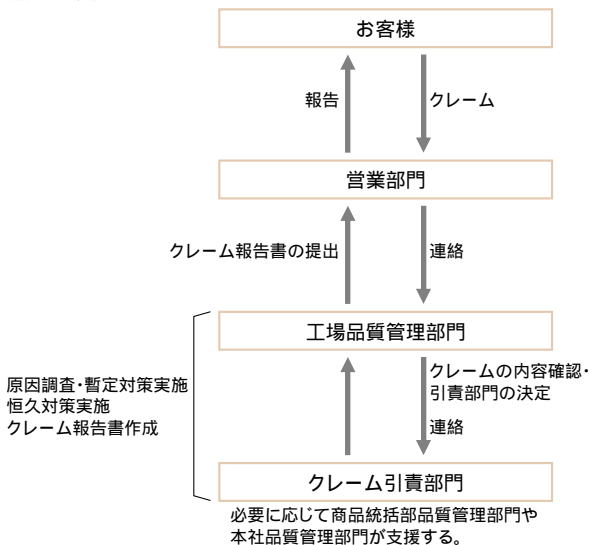 お客様
報告
クレーム
営業部門
クレーム報告書の提出
連絡
工場品質管理部門
クレームの内容確認・
引責部門の決定
原因調査・暫定対策実施
恒久対策実施
クレーム報告書作成
連絡
クレーム引責部門
必要に応じて商品統括部品質管理部門や
本社品質管理部門が支援する。